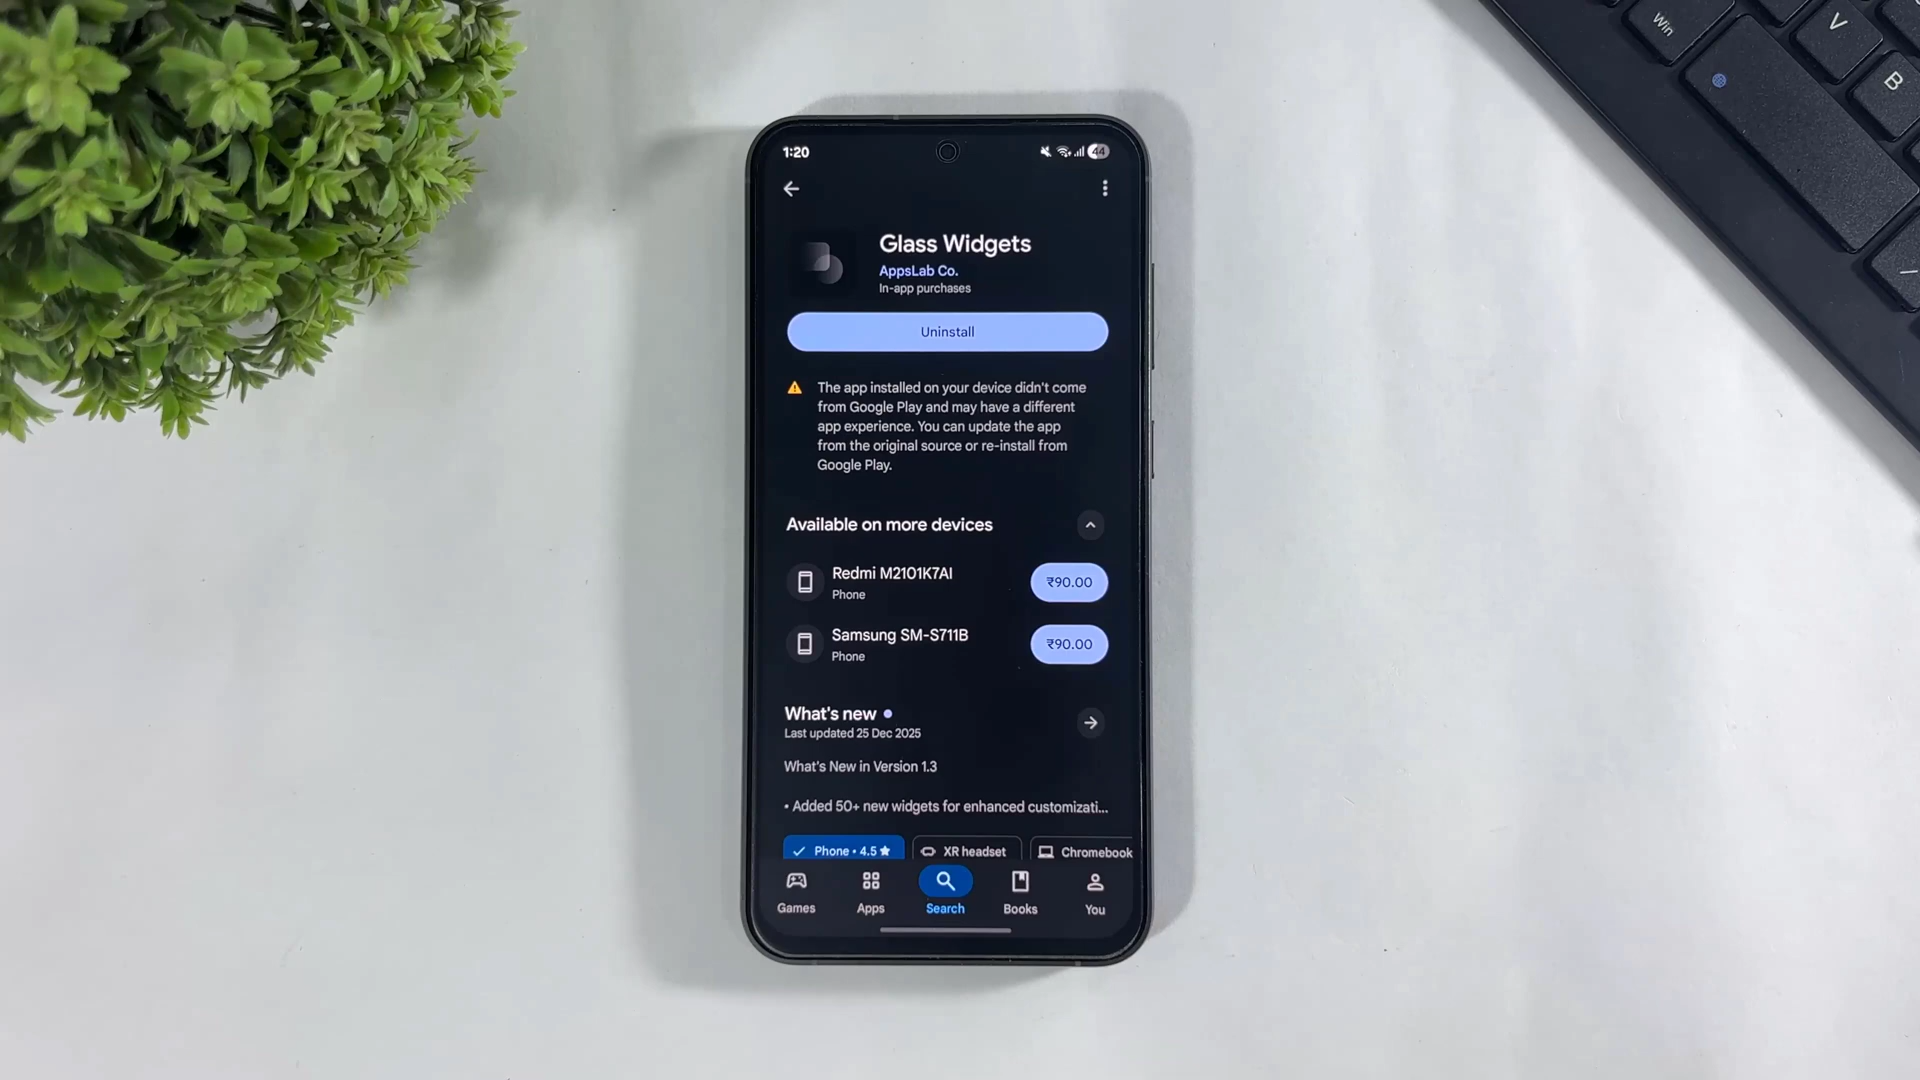 Win
V
B
/
1:20
44
Glass Widgets
AppsLab Co.
In-app purchases
Uninstall
The app installed on your device didn't come
from Google Play and may have a different
app experience. You can update the app
from the original source or re-install from
Google Play.
Available on more devices
Redmi M2101K7AI
Phone
₹90.00
Samsung SM-S711B
Phone
₹90.00
What's new
Last updated 25 Dec 2025
What's New in Version 1.3
• Added 50+ new widgets for enhanced customizati...
Phone • 4.5★
XR headset
Chromebook
Games
Apps
Search
Books
You